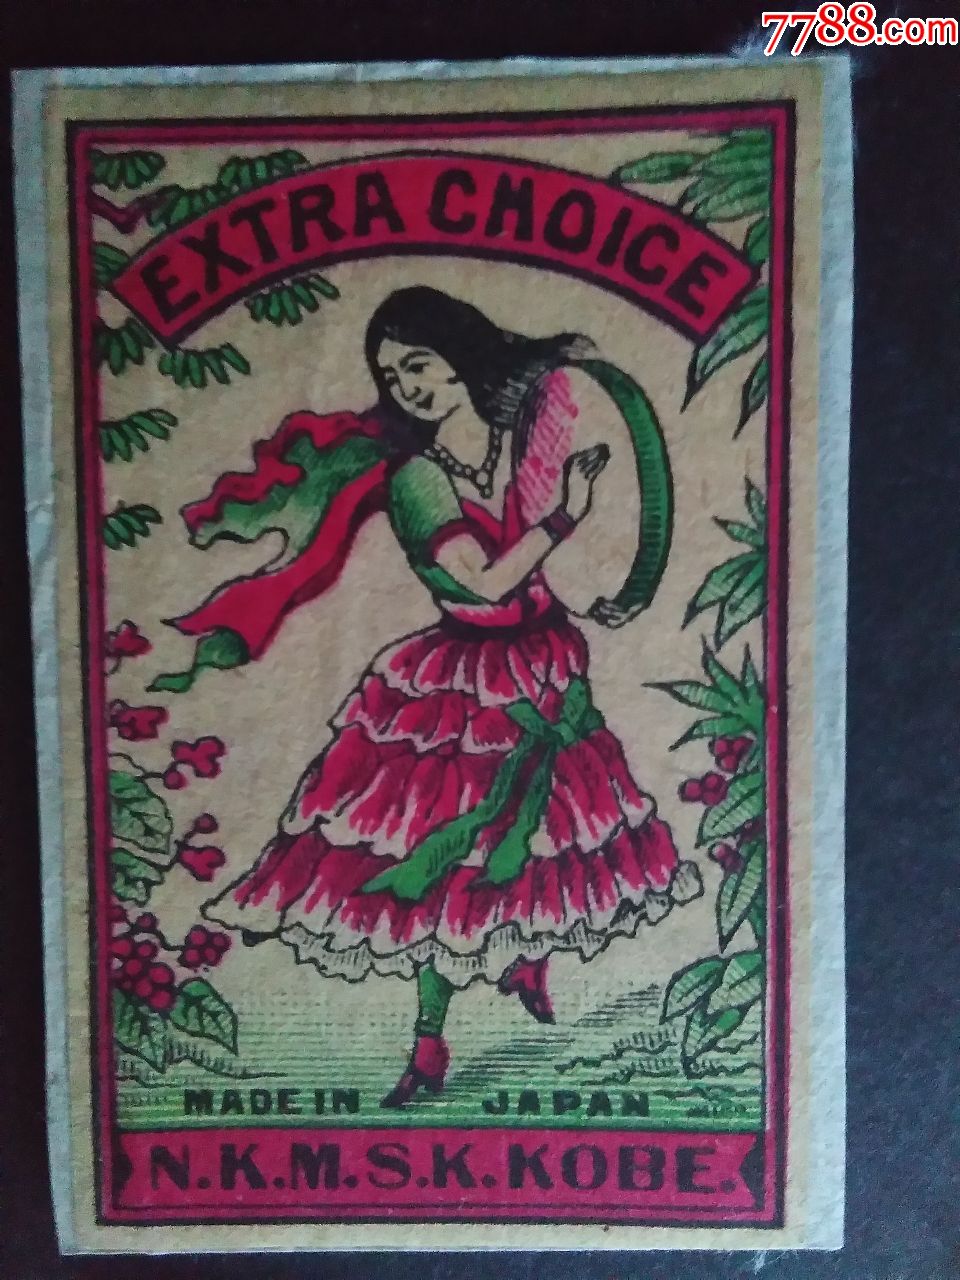 7788.com
EXTRA CHOICE
MADE IN JAPAN
N.K.M.S.K. KOBE.